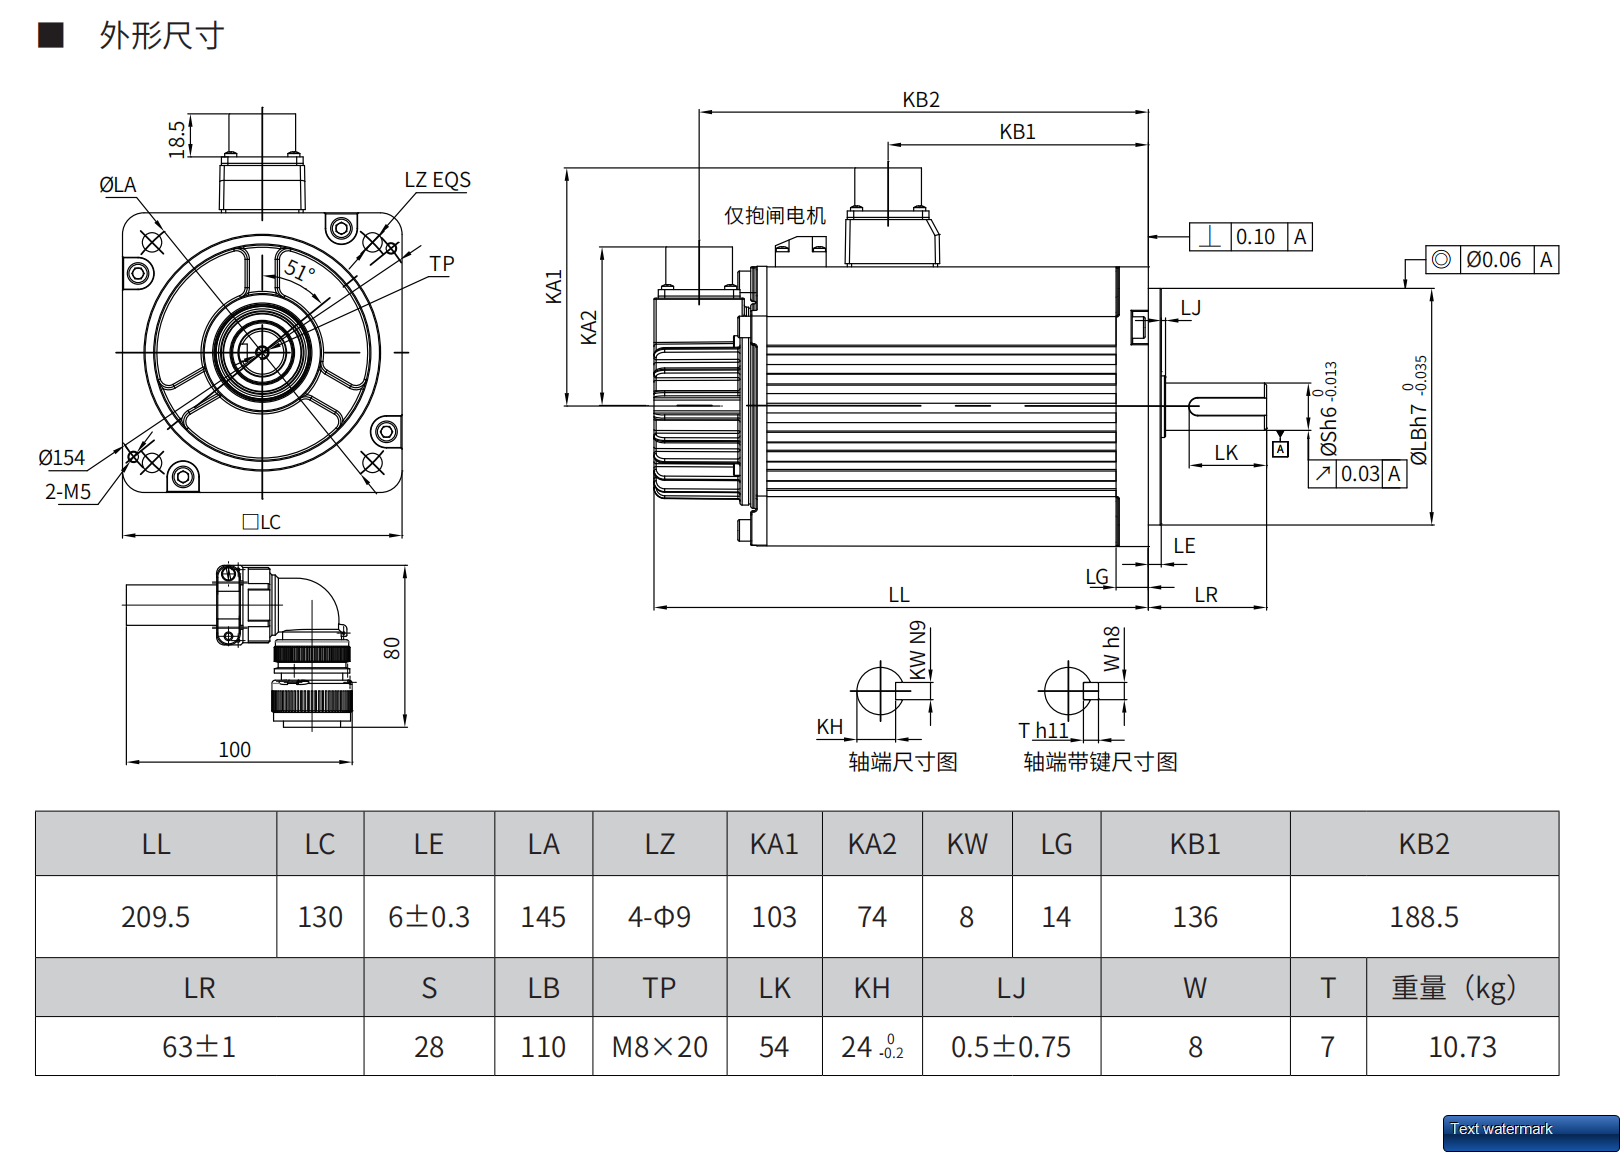 外形尺寸
KB2
KB1
18.5
ØLA
LZ EQS
仅抱闸电机
51°
TP
KA1
KA2
⊥ 0.10 A
◎ Ø0.06 A
LJ
ØSh6 0 -0.013
ØLBh7 0 -0.035
LK
A
↗ 0.03 A
Ø154
2-M5
□LC
LE
LG
LL
LR
80
100
KW N9
W h8
KH
T h11
轴端尺寸图
轴端带键尺寸图
LL LC LE LA LZ KA1 KA2 KW LG KB1 KB2
209.5 130 6±0.3 145 4-Φ9 103 74 8 14 136 188.5
LR S LB TP LK KH LJ W T 重量（kg）
63±1 28 110 M8×20 54 24 0 -0.2 0.5±0.75 8 7 10.73
Text watermark